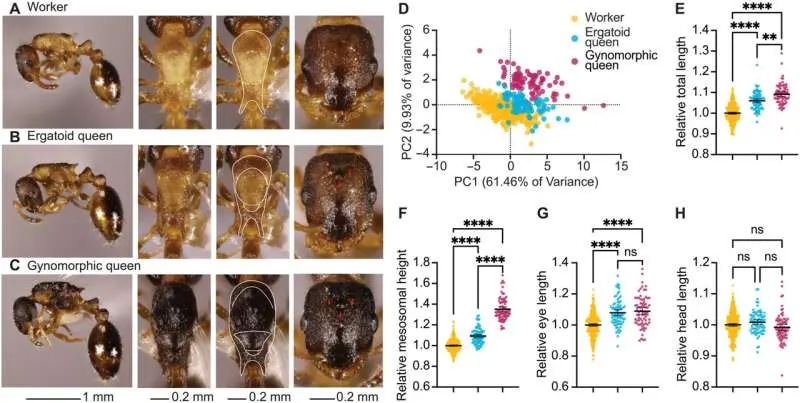 A Worker
B Ergatoid queen
C Gynomorphic queen
1 mm
0.2 mm
0.2 mm
0.2 mm
D
Worker
Ergatoid
queen
Gynomorphic
queen
PC2 (9.93% of variance)
6
4
2
0
−2
−4
−10 −5 0 5 10 15
PC1 (61.46% of Variance)
E
Relative total length
1.4
1.3
1.2
1.1
1.0
0.9
0.8
****
****
**
F
Relative mesosomal height
1.8
1.6
1.4
1.2
1.0
0.8
0.6
****
****
****
G
Relative eye length
1.4
1.2
1.0
0.8
0.6
****
****
ns
H
Relative head length
1.2
1.1
1.0
0.9
0.8
ns
ns
ns